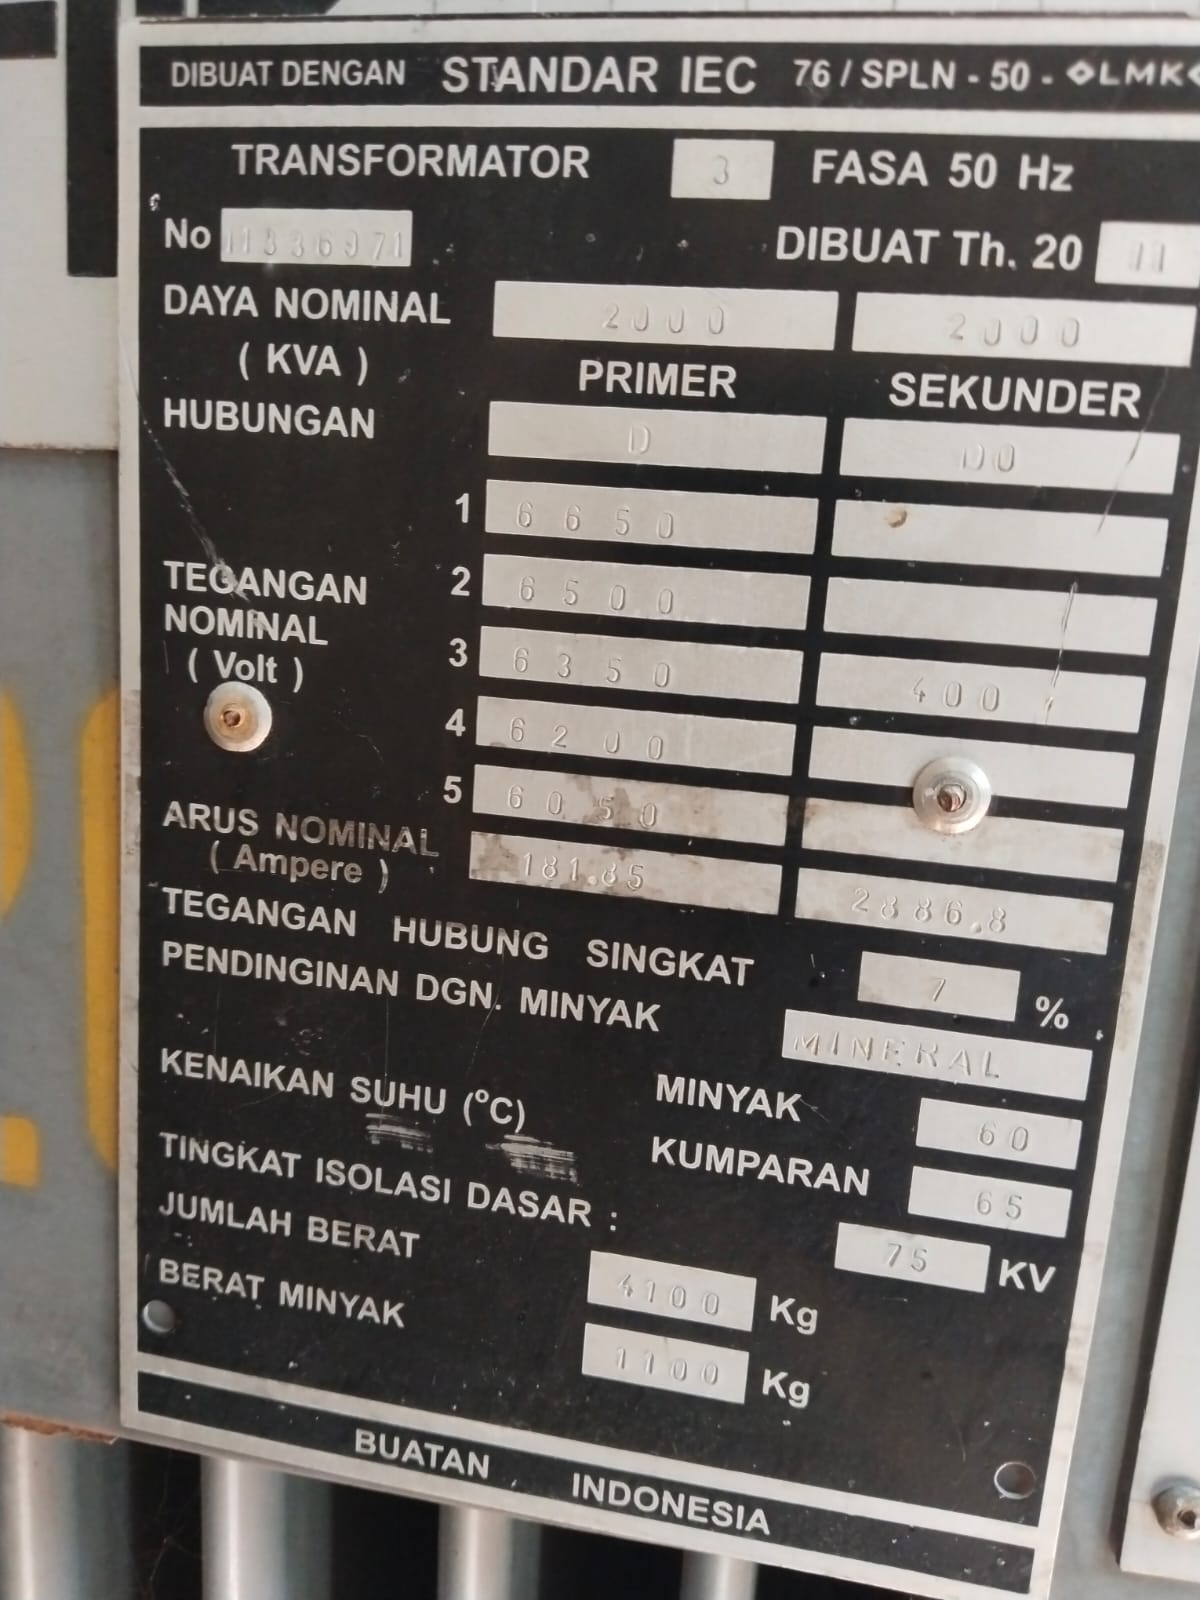 DIBUAT DENGAN STANDAR IEC 76 / SPLN - 50 - LMK
TRANSFORMATOR 3 FASA 50 Hz
No 11336971 DIBUAT Th. 20 11
DAYA NOMINAL 2000 2000
( KVA ) PRIMER SEKUNDER
HUBUNGAN D D0
1 6650
TEGANGAN 2 6500
NOMINAL
( Volt ) 3 6350 400
4 6200
5 6050
ARUS NOMINAL
( Ampere ) 181.85 2886.8
TEGANGAN HUBUNG SINGKAT 7 %
PENDINGINAN DGN. MINYAK MINERAL
KENAIKAN SUHU (°C) MINYAK 60
KUMPARAN 65
TINGKAT ISOLASI DASAR : 75 KV
JUMLAH BERAT 4100 Kg
BERAT MINYAK 1100 Kg
BUATAN INDONESIA